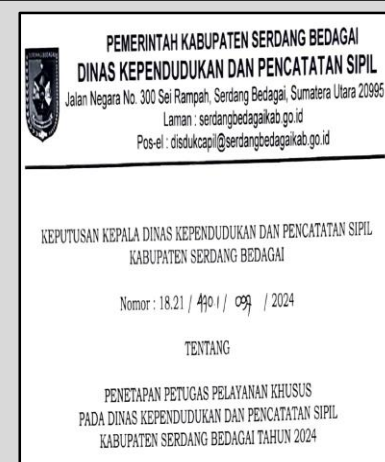 PEMERINTAH KABUPATEN SERDANG BEDAGAI
DINAS KEPENDUDUKAN DAN PENCATATAN SIPIL
Jalan Negara No. 300 Sei Rampah, Serdang Bedagai, Sumatera Utara 20995
Laman : serdangbedagaikab.go.id
Pos-el : disdukcapil@serdangbedagaikab.go.id
KEPUTUSAN KEPALA DINAS KEPENDUDUKAN DAN PENCATATAN SIPIL
KABUPATEN SERDANG BEDAGAI
Nomor : 18.21 / / / 2024
TENTANG
PENETAPAN PETUGAS PELAYANAN KHUSUS
PADA DINAS KEPENDUDUKAN DAN PENCATATAN SIPIL
KABUPATEN SERDANG BEDAGAI TAHUN 2024